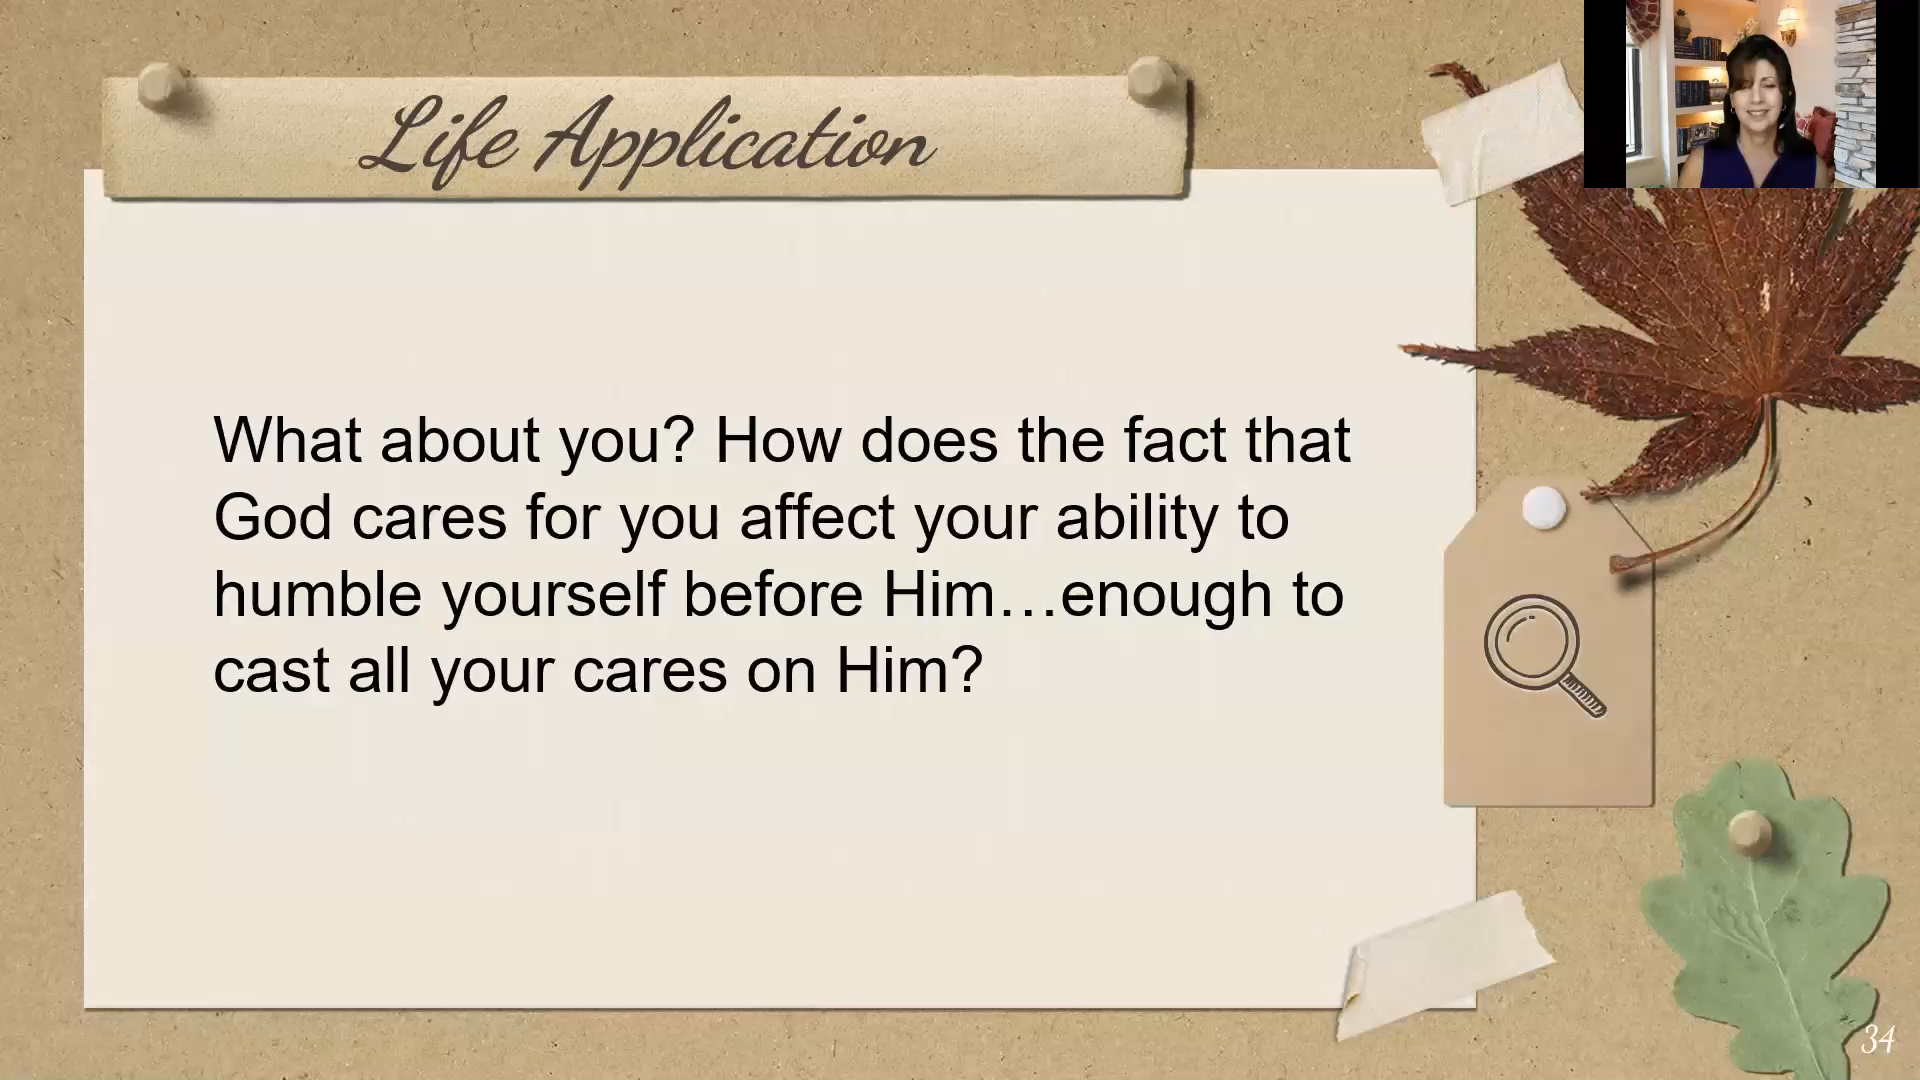 Life Application
What about you? How does the fact that
God cares for you affect your ability to
humble yourself before Him…enough to
cast all your cares on Him?
34